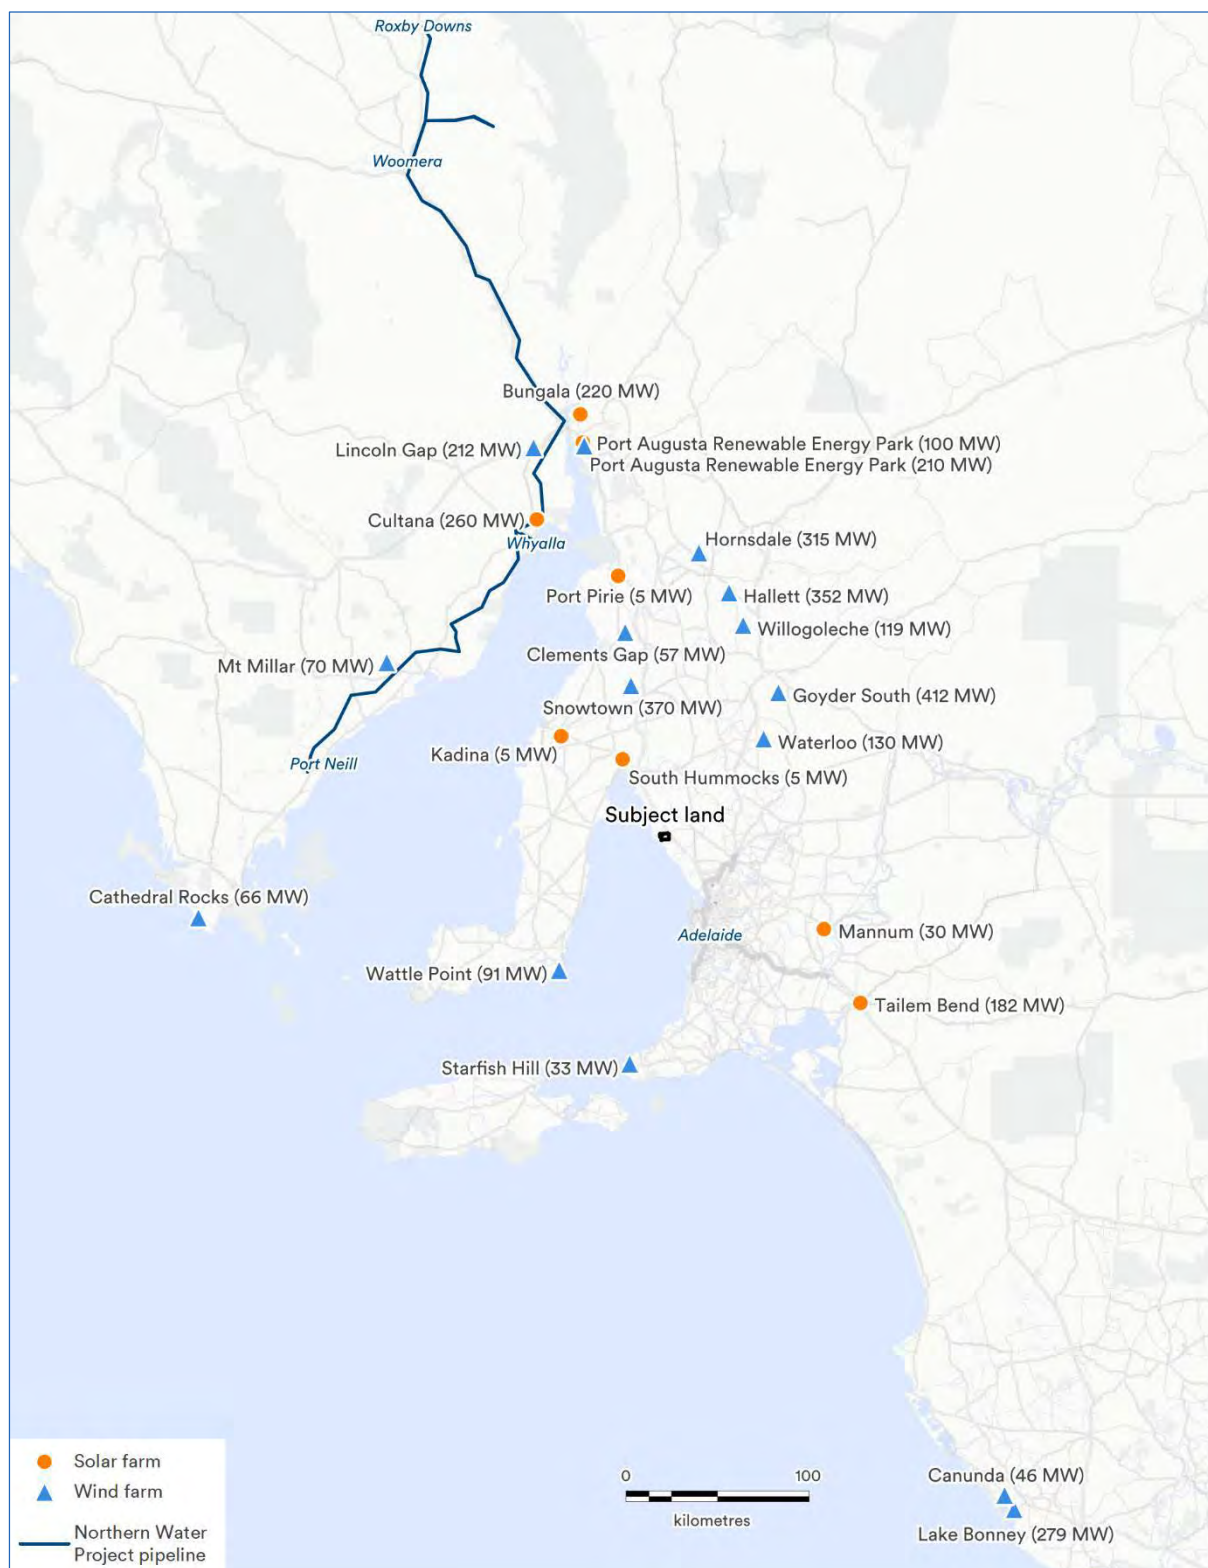 Roxby Downs
Woomera
Bungala (220 MW)
Lincoln Gap (212 MW)
Port Augusta Renewable Energy Park (100 MW)
Port Augusta Renewable Energy Park (210 MW)
Cultana (260 MW)
Whyalla
Hornsdale (315 MW)
Port Pirie (5 MW)
Hallett (352 MW)
Willogoleche (119 MW)
Clements Gap (57 MW)
Mt Millar (70 MW)
Goyder South (412 MW)
Snowtown (370 MW)
Waterloo (130 MW)
Kadina (5 MW)
Port Neill
South Hummocks (5 MW)
Subject land
Cathedral Rocks (66 MW)
Adelaide
Mannum (30 MW)
Wattle Point (91 MW)
Tailem Bend (182 MW)
Starfish Hill (33 MW)
Solar farm
Wind farm
Northern Water
Project pipeline
0 100
kilometres
Canunda (46 MW)
Lake Bonney (279 MW)